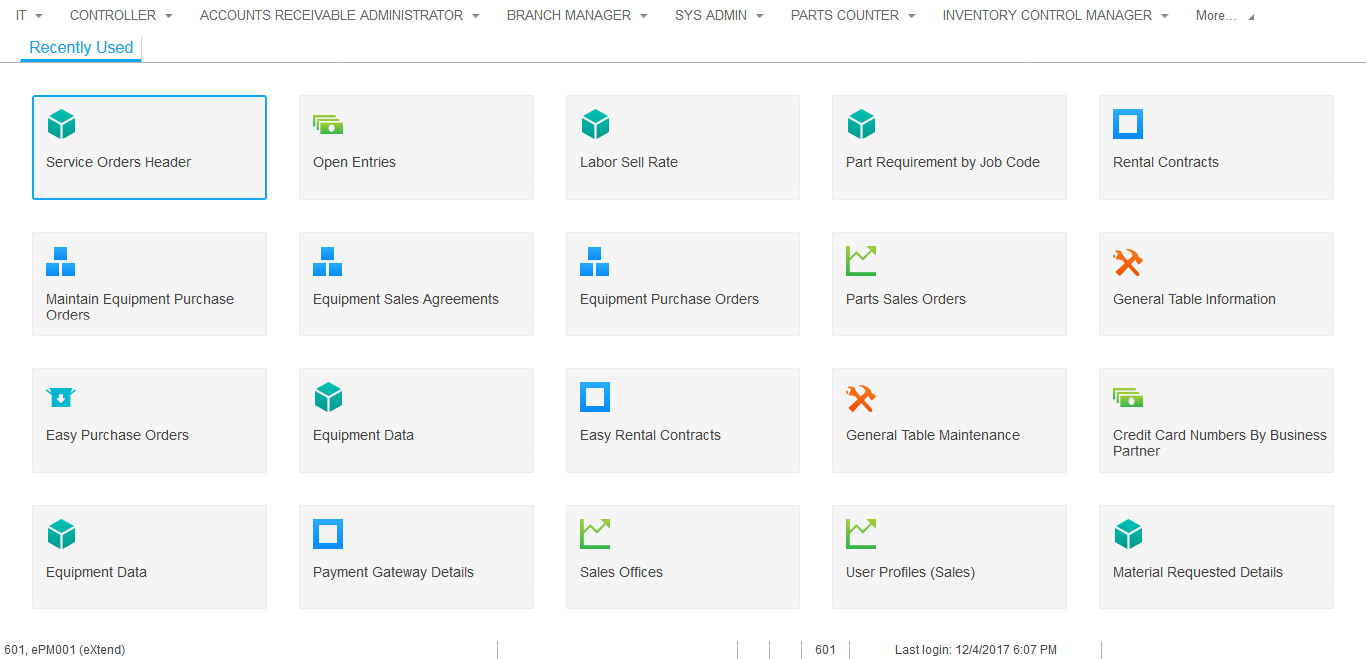 IT CONTROLLER ACCOUNTS RECEIVABLE ADMINISTRATOR BRANCH MANAGER SYS ADMIN PARTS COUNTER INVENTORY CONTROL MANAGER More...
Recently Used
Service Orders Header
Open Entries
Labor Sell Rate
Part Requirement by Job Code
Rental Contracts
Maintain Equipment Purchase
Orders
Equipment Sales Agreements
Equipment Purchase Orders
Parts Sales Orders
General Table Information
Easy Purchase Orders
Equipment Data
Easy Rental Contracts
General Table Maintenance
Credit Card Numbers By Business
Partner
Equipment Data
Payment Gateway Details
Sales Offices
User Profiles (Sales)
Material Requested Details
601, ePM001 (eXtend) 601 Last login: 12/4/2017 6:07 PM